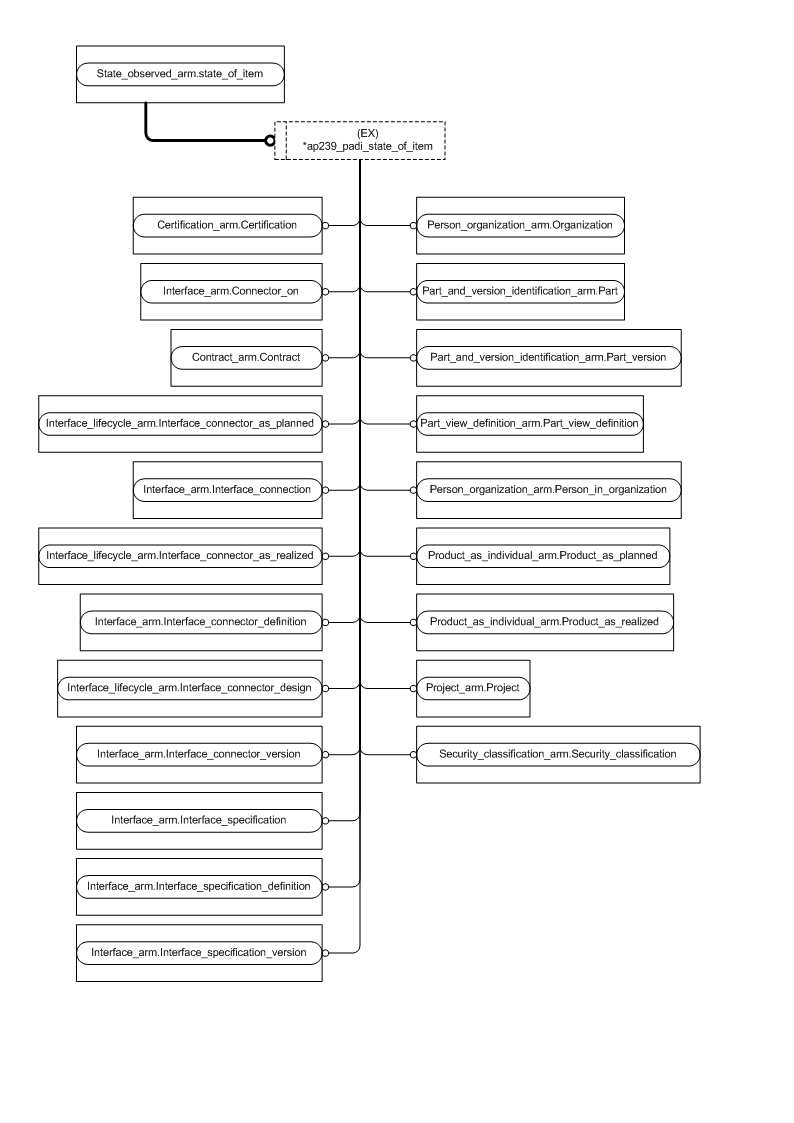 State_observed_arm.state_of_item
(EX)
*ap239_padi_state_of_item
Certification_arm.Certification
Person_organization_arm.Organization
Interface_arm.Connector_on
Part_and_version_identification_arm.Part
Contract_arm.Contract
Part_and_version_identification_arm.Part_version
Interface_lifecycle_arm.Interface_connector_as_planned
Part_view_definition_arm.Part_view_definition
Interface_arm.Interface_connection
Person_organization_arm.Person_in_organization
Interface_lifecycle_arm.Interface_connector_as_realized
Product_as_individual_arm.Product_as_planned
Interface_arm.Interface_connector_definition
Product_as_individual_arm.Product_as_realized
Interface_lifecycle_arm.Interface_connector_design
Project_arm.Project
Interface_arm.Interface_connector_version
Security_classification_arm.Security_classification
Interface_arm.Interface_specification
Interface_arm.Interface_specification_definition
Interface_arm.Interface_specification_version